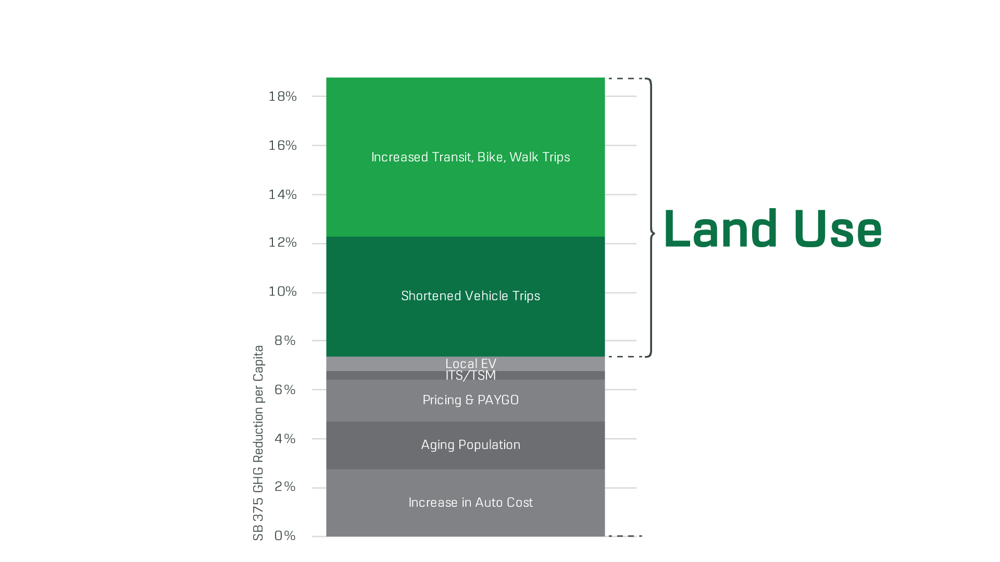 18%
16%
Increased Transit, Bike, Walk Trips
14%
Land Use
12%
10%
Shortened Vehicle Trips
8%
Local EV
ITS/TSM
6%
Pricing & PAYGO
4%
Aging Population
2%
Increase in Auto Cost
0%
SB 375 GHG Reduction per Capita